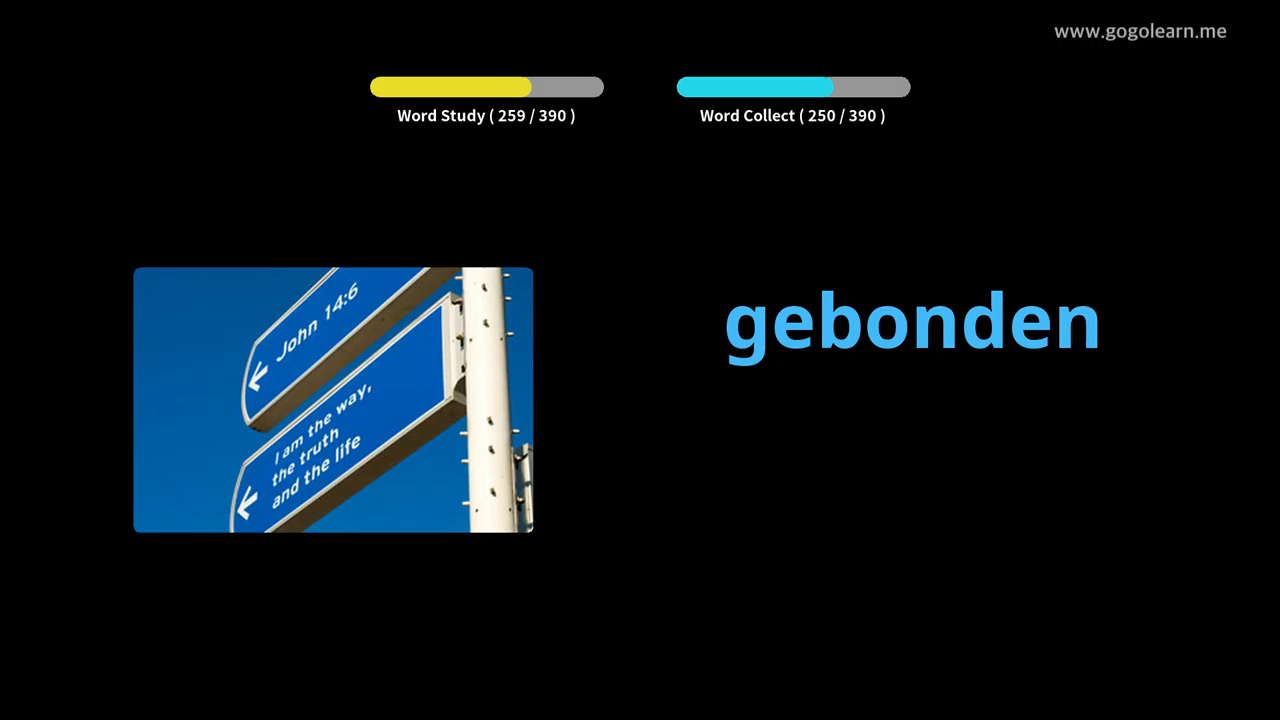 www.gogolearn.me
Word Study ( 259 / 390 )
Word Collect ( 250 / 390 )
gebonden
John 14:6
I am the way,
the truth
and the life